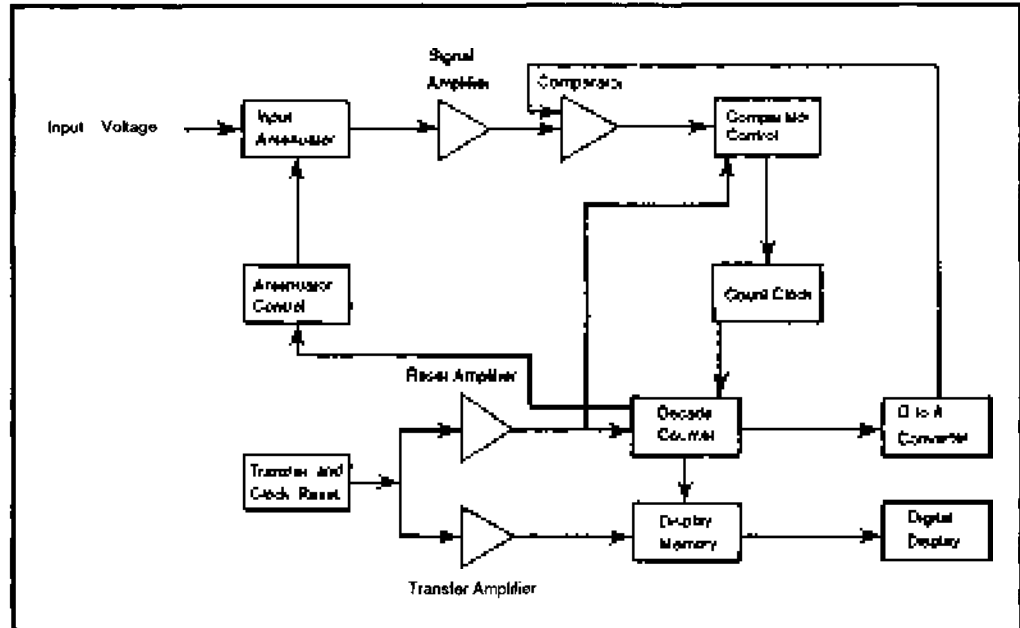 Signal
Amplifier
Comparator
Input Voltage
Input
Attenuator
Comparator
Control
Attenuator
Control
Count Clock
Reset Amplifier
Decade
Counter
D to A
Converter
Transfer and
Clock Reset
Display
Memory
Digital
Display
Transfer Amplifier